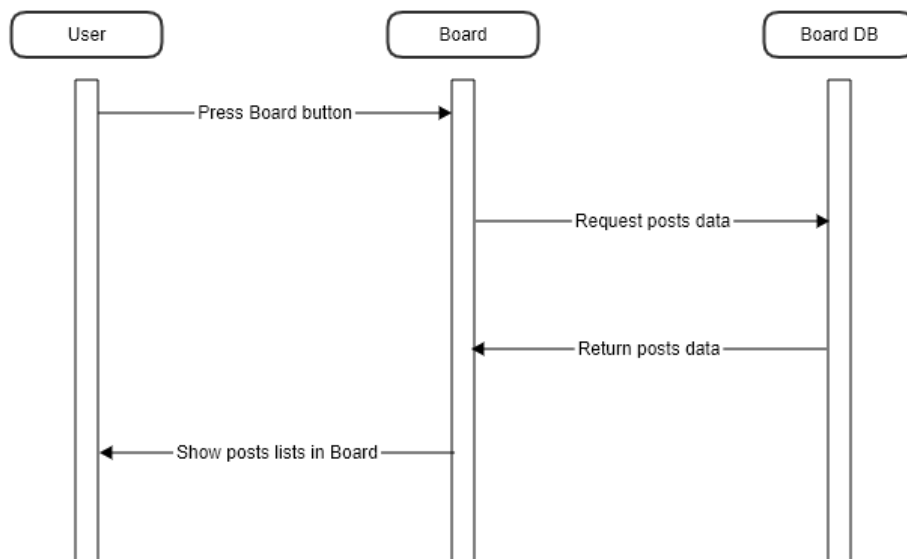 User
Board
Board DB
Press Board button
Request posts data
Return posts data
Show posts lists in Board